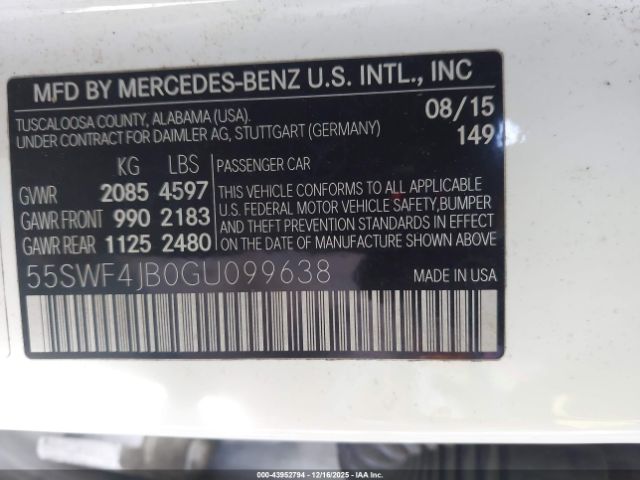 MFD BY MERCEDES-BENZ U.S. INTL., INC
TUSCALOOSA COUNTY, ALABAMA (USA). 08/15
UNDER CONTRACT FOR DAIMLER AG, STUTTGART (GERMANY) 149
KG LBS PASSENGER CAR
GVWR 2085 4597
GAWR FRONT 990 2183
GAWR REAR 1125 2480
THIS VEHICLE CONFORMS TO ALL APPLICABLE
U.S. FEDERAL MOTOR VEHICLE SAFETY,BUMPER
AND THEFT PREVENTION STANDARDS IN EFFECT
ON THE DATE OF MANUFACTURE SHOWN ABOVE.
55SWF4JB0GU099638
MADE IN USA
000-43952794 - 12/16/2025 - IAAI.COM